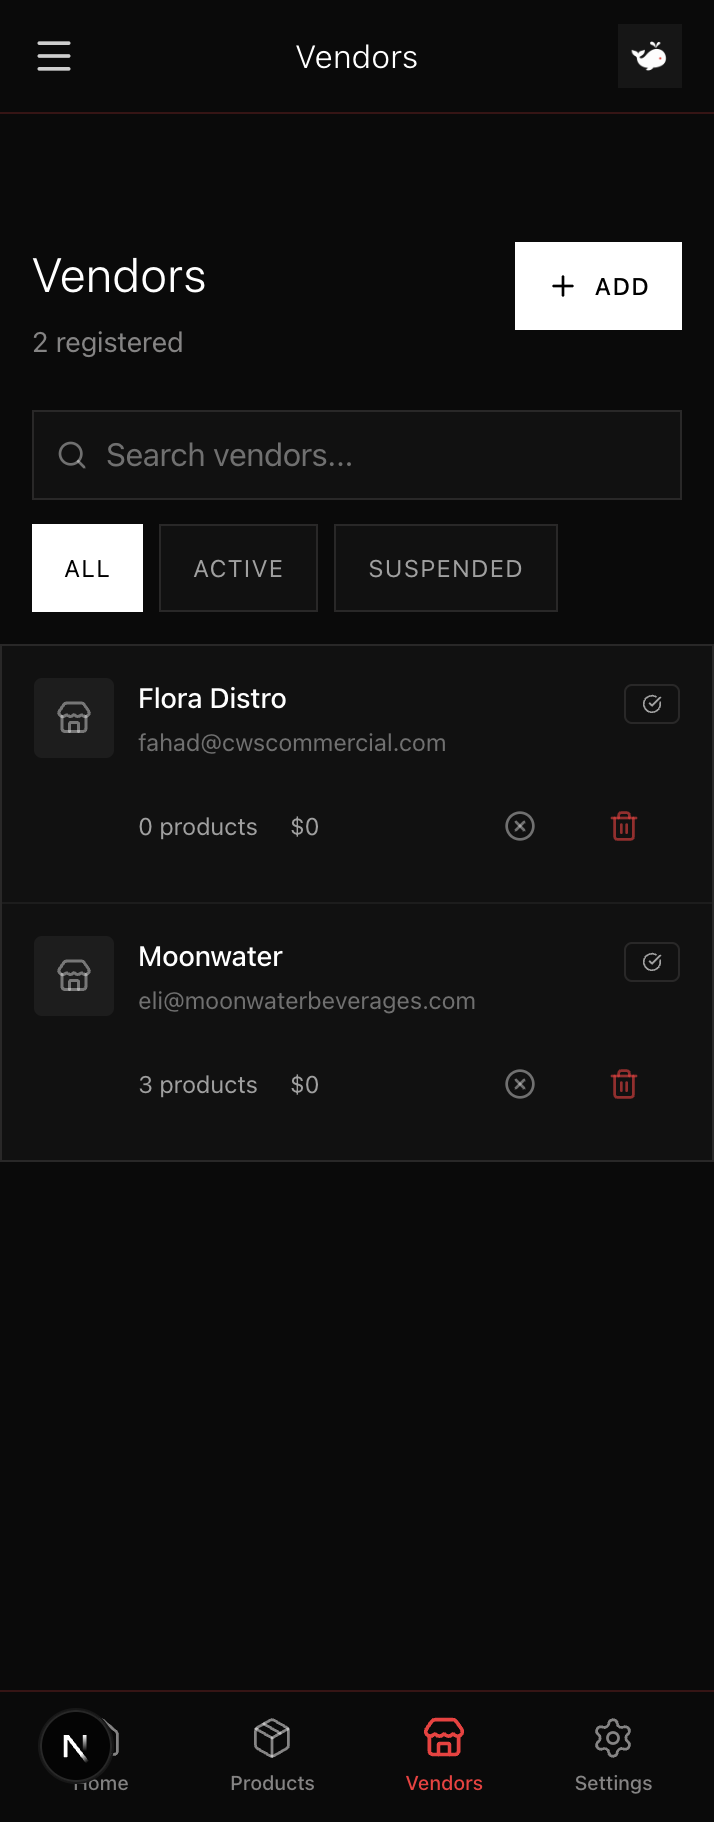 Vendors
Vendors
+ ADD
2 registered
Search vendors...
ALL
ACTIVE
SUSPENDED
Flora Distro
fahad@cwscommercial.com
0 products $0
Moonwater
eli@moonwaterbeverages.com
3 products $0
N
Home
Products
Vendors
Settings